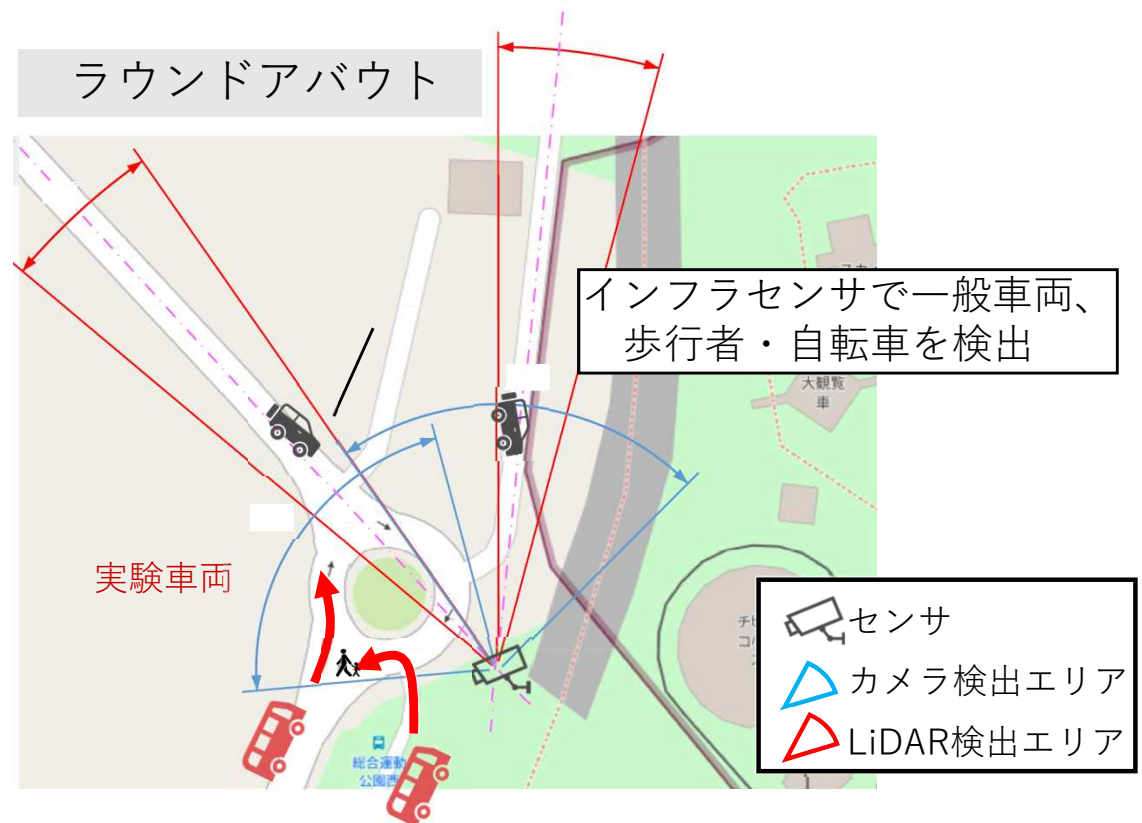 ラウンドアバウト
インフラセンサで一般車両、
歩行者・自転車を検出
大観覧
車
実験車両
センサ
カメラ検出エリア
LiDAR検出エリア
総合運動
公園西